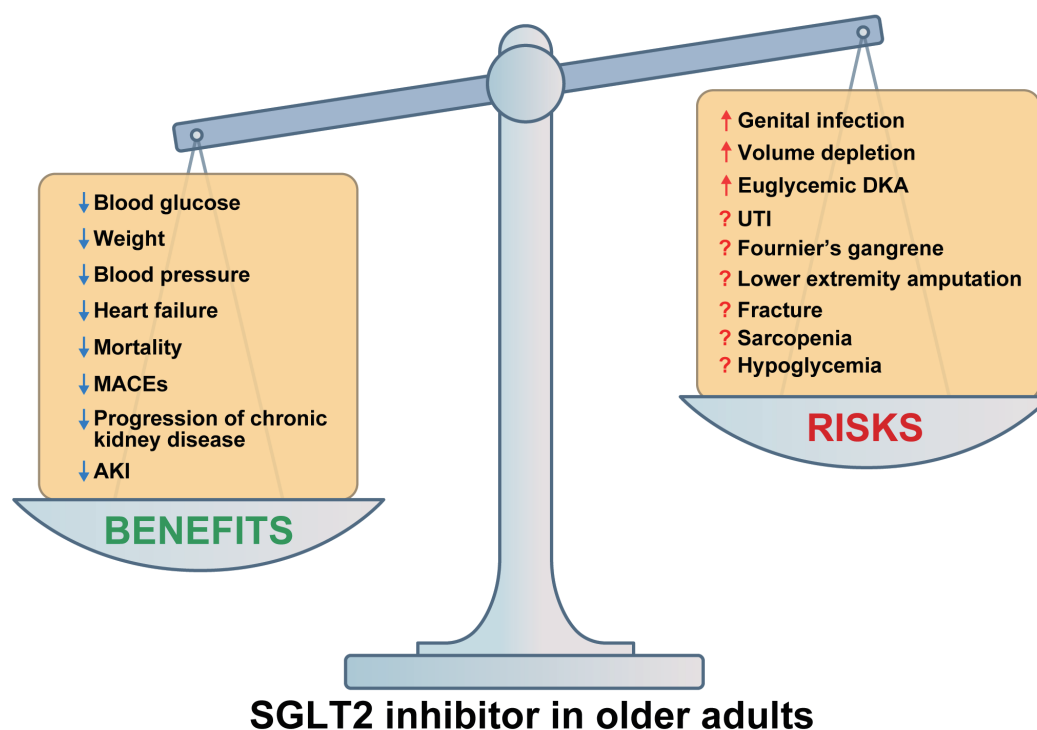 ↓ Blood glucose
↓ Weight
↓ Blood pressure
↓ Heart failure
↓ Mortality
↓ MACEs
↓ Progression of chronic
kidney disease
↓ AKI
BENEFITS
↑ Genital infection
↑ Volume depletion
↑ Euglycemic DKA
? UTI
? Fournier’s gangrene
? Lower extremity amputation
? Fracture
? Sarcopenia
? Hypoglycemia
RISKS
SGLT2 inhibitor in older adults